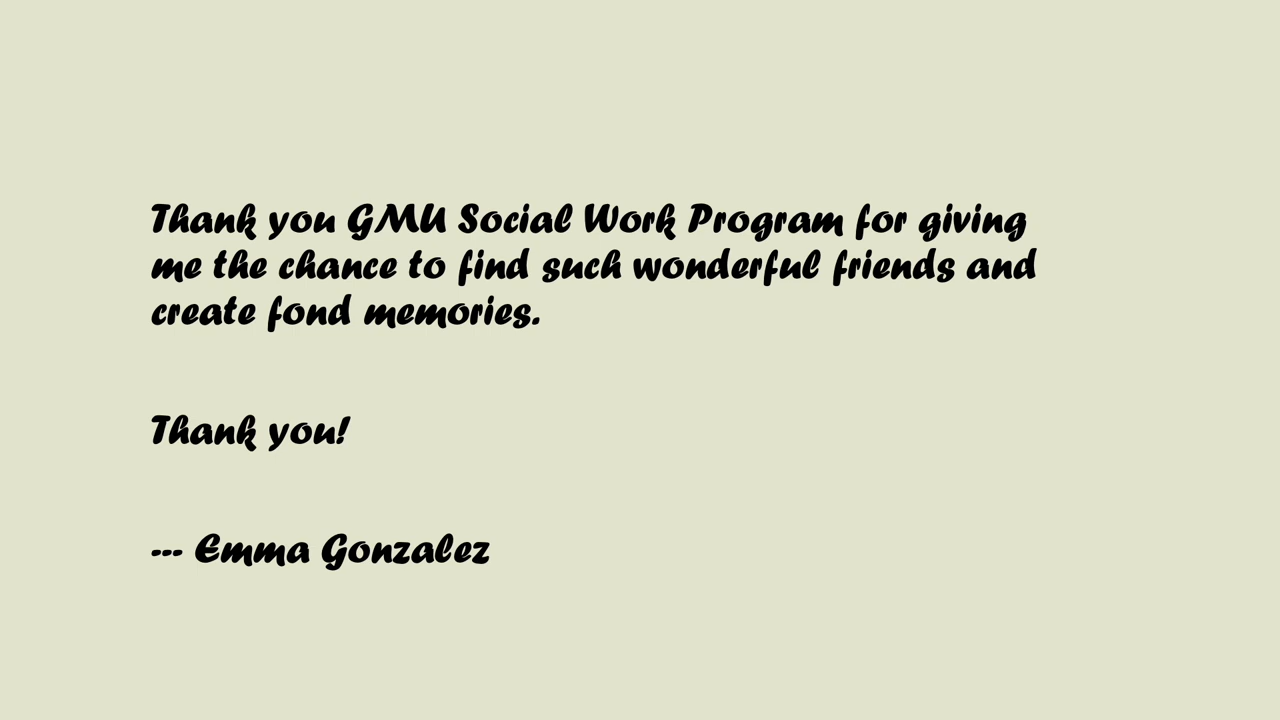 Thank you GMU Social Work Program for giving
me the chance to find such wonderful friends and
create fond memories.
Thank you!
--- Emma Gonzalez